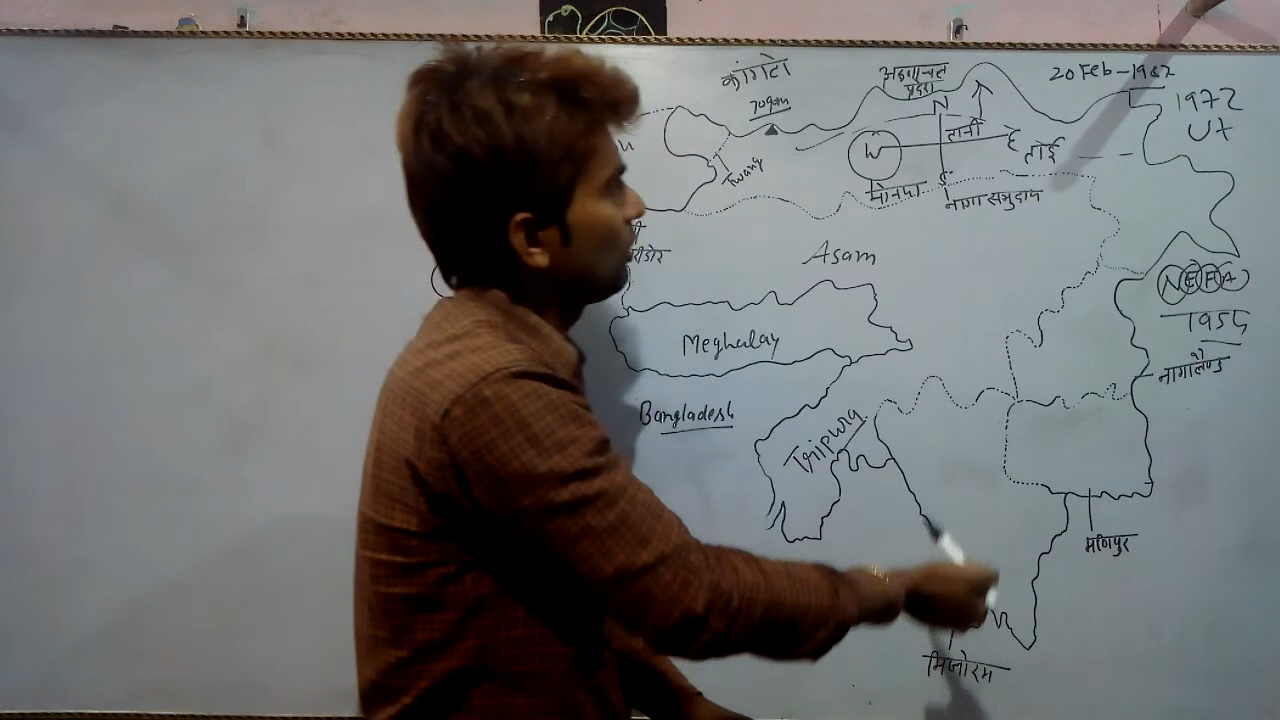 कांगटो
7090m
अरुणाचल
प्रदेश
20 Feb-1987
1972
UT
N
W
E
S
तानी
लोई
Twang
मोनपा
नागा समुदाय
Asam
NEFA
1954
Meghalay
नागालैण्ड
Bangladesh
Tripura
मणिपुर
मिजोरम